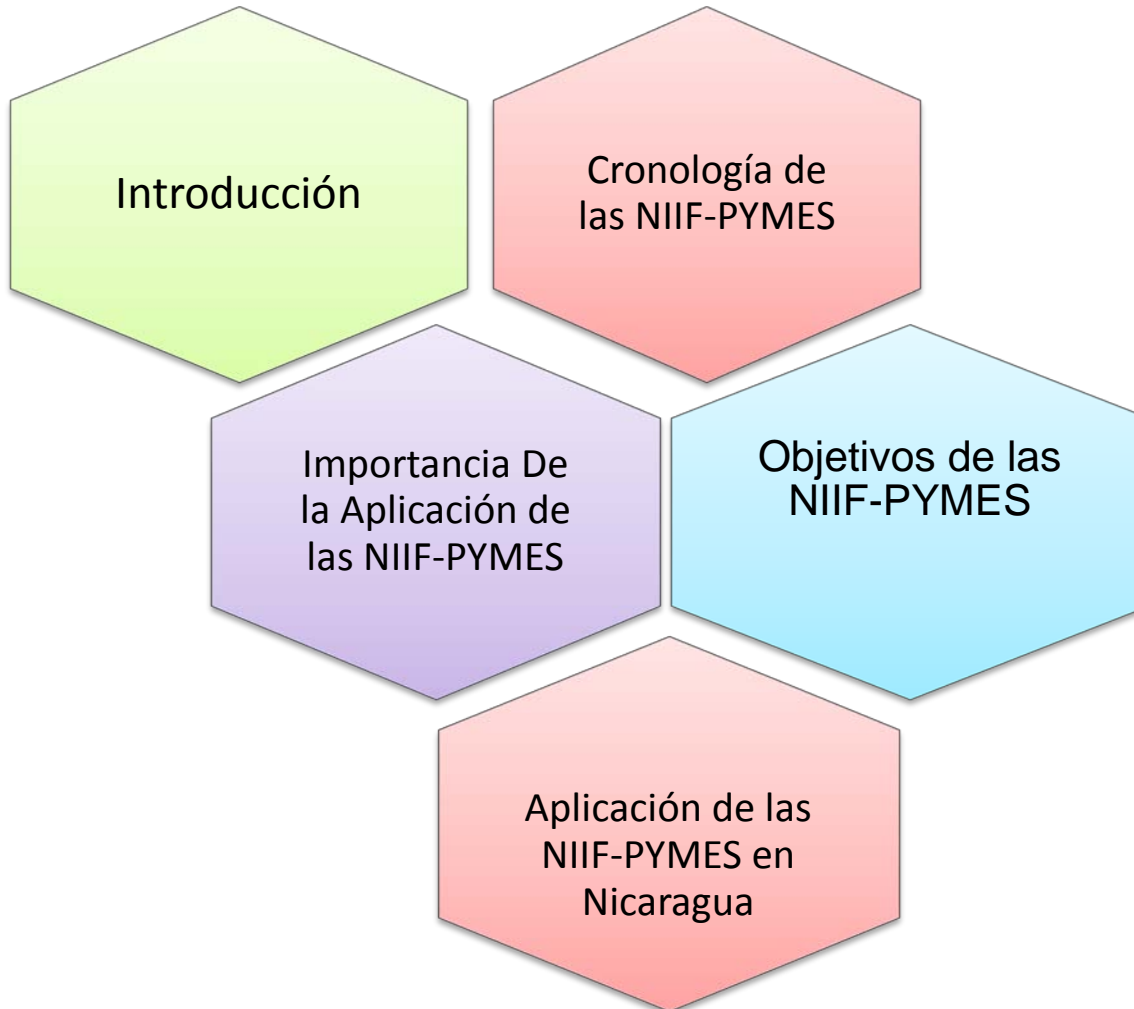 Introducción
Cronología de
las NIIF-PYMES
Importancia De
la Aplicación de
las NIIF-PYMES
Objetivos de las
NIIF-PYMES
Aplicación de las
NIIF-PYMES en
Nicaragua